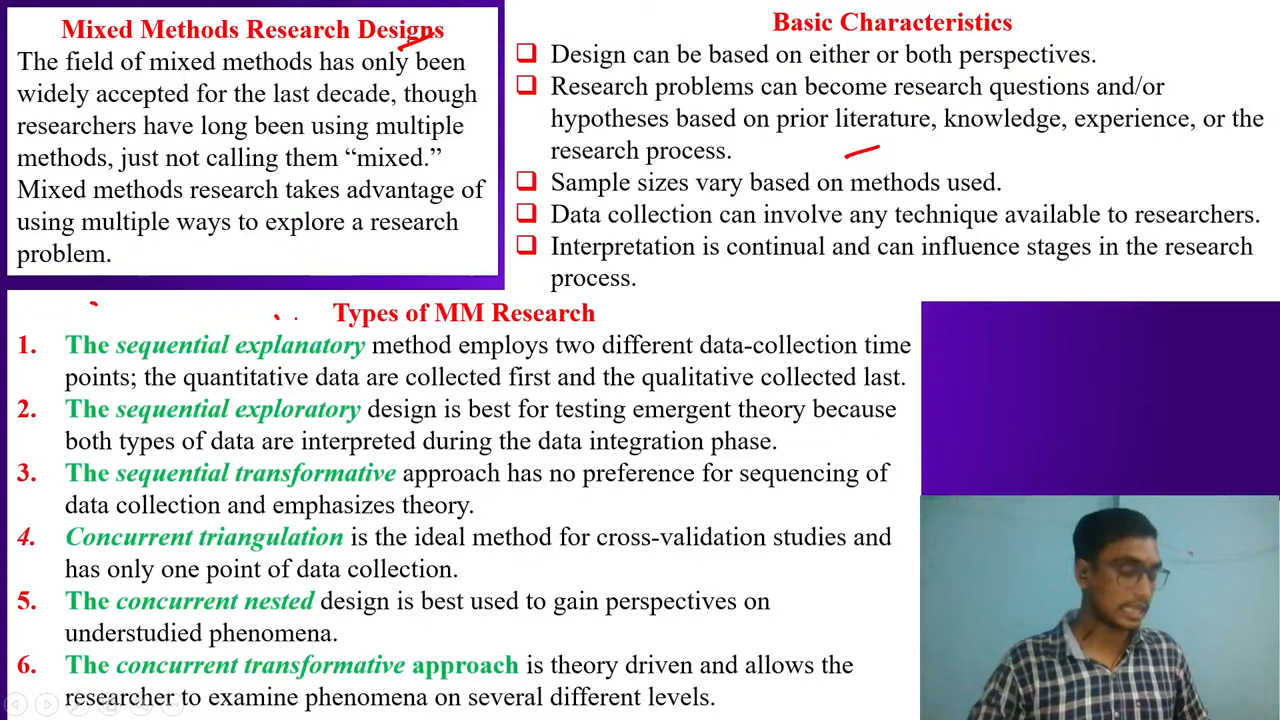 Mixed Methods Research Designs
The field of mixed methods has only been
widely accepted for the last decade, though
researchers have long been using multiple
methods, just not calling them “mixed.”
Mixed methods research takes advantage of
using multiple ways to explore a research
problem.
Basic Characteristics
❑ Design can be based on either or both perspectives.
❑ Research problems can become research questions and/or
hypotheses based on prior literature, knowledge, experience, or the
research process.
❑ Sample sizes vary based on methods used.
❑ Data collection can involve any technique available to researchers.
❑ Interpretation is continual and can influence stages in the research
process.
Types of MM Research
1. The sequential explanatory method employs two different data-collection time
points; the quantitative data are collected first and the qualitative collected last.
2. The sequential exploratory design is best for testing emergent theory because
both types of data are interpreted during the data integration phase.
3. The sequential transformative approach has no preference for sequencing of
data collection and emphasizes theory.
4. Concurrent triangulation is the ideal method for cross-validation studies and
has only one point of data collection.
5. The concurrent nested design is best used to gain perspectives on
understudied phenomena.
6. The concurrent transformative approach is theory driven and allows the
researcher to examine phenomena on several different levels.